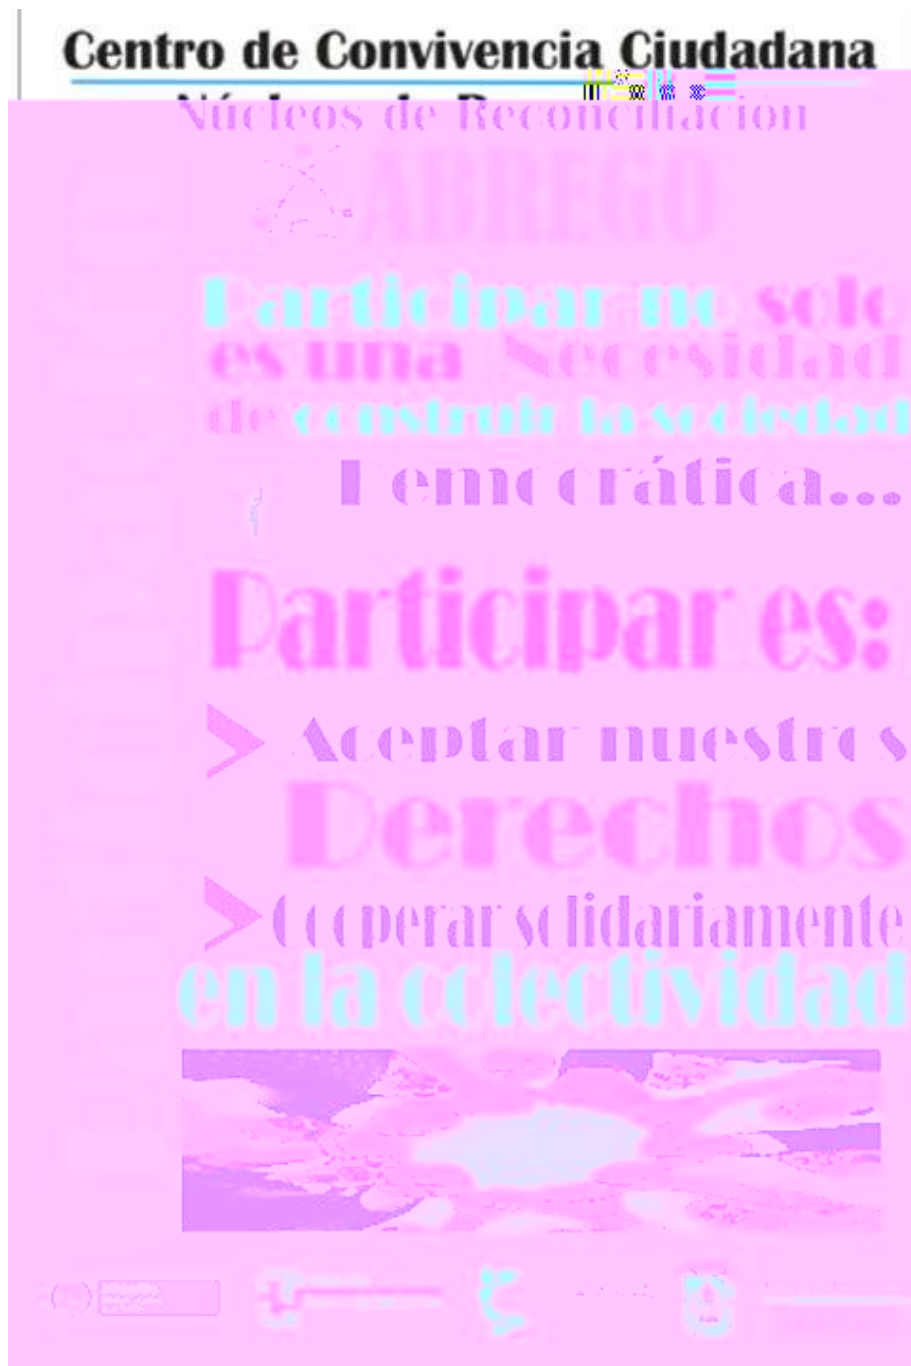 Centro de Convivencia Ciudadana
Núcleos de Reconciliación
ABREGO
Participar no solo
es una Necesidad
de construir la sociedad
Democrática...
Participar es:
> Aceptar nuestros
Derechos
> Cooperar solidariamente
en la colectividad